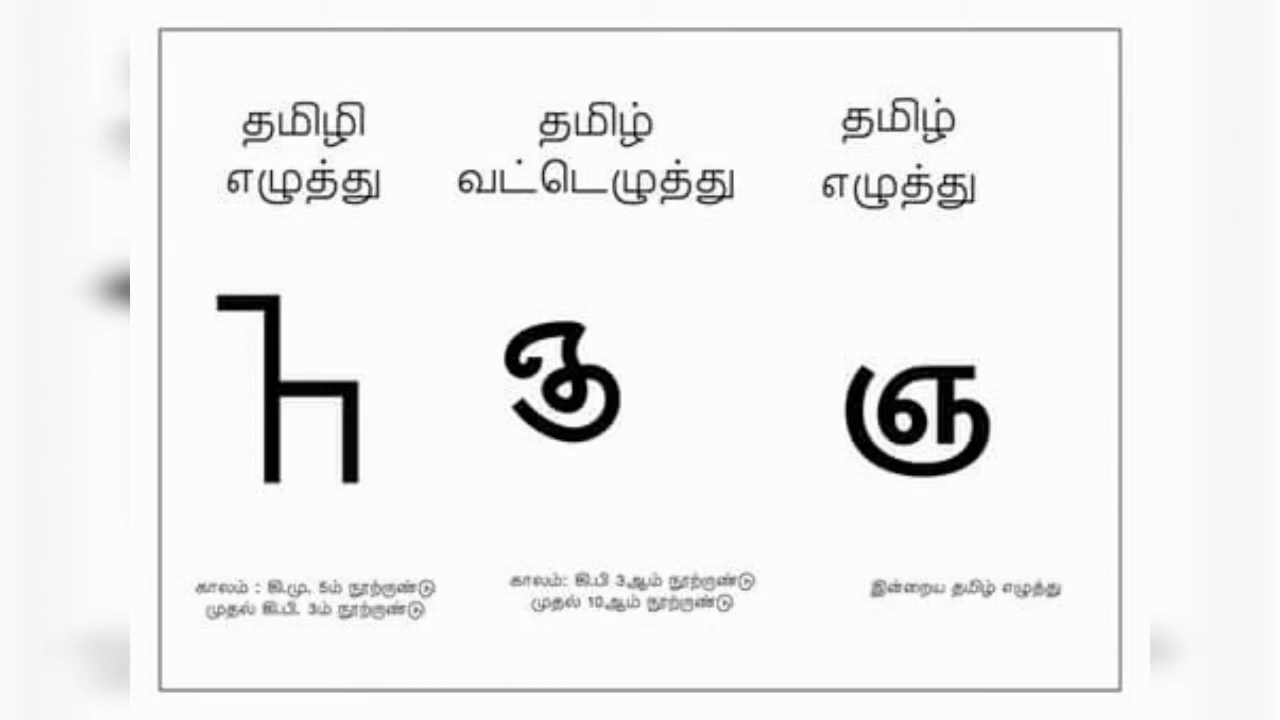 தமிழி
எழுத்து
தமிழ்
வட்டெழுத்து
தமிழ்
எழுத்து
ஞ
காலம் : கி.மு. 5ம் நூற்றாண்டு
முதல் கி.பி. 3ம் நூற்றாண்டு
காலம்: கி.பி 3ஆம் நூற்றாண்டு
முதல் 10ஆம் நூற்றாண்டு
இன்றைய தமிழ் எழுத்து